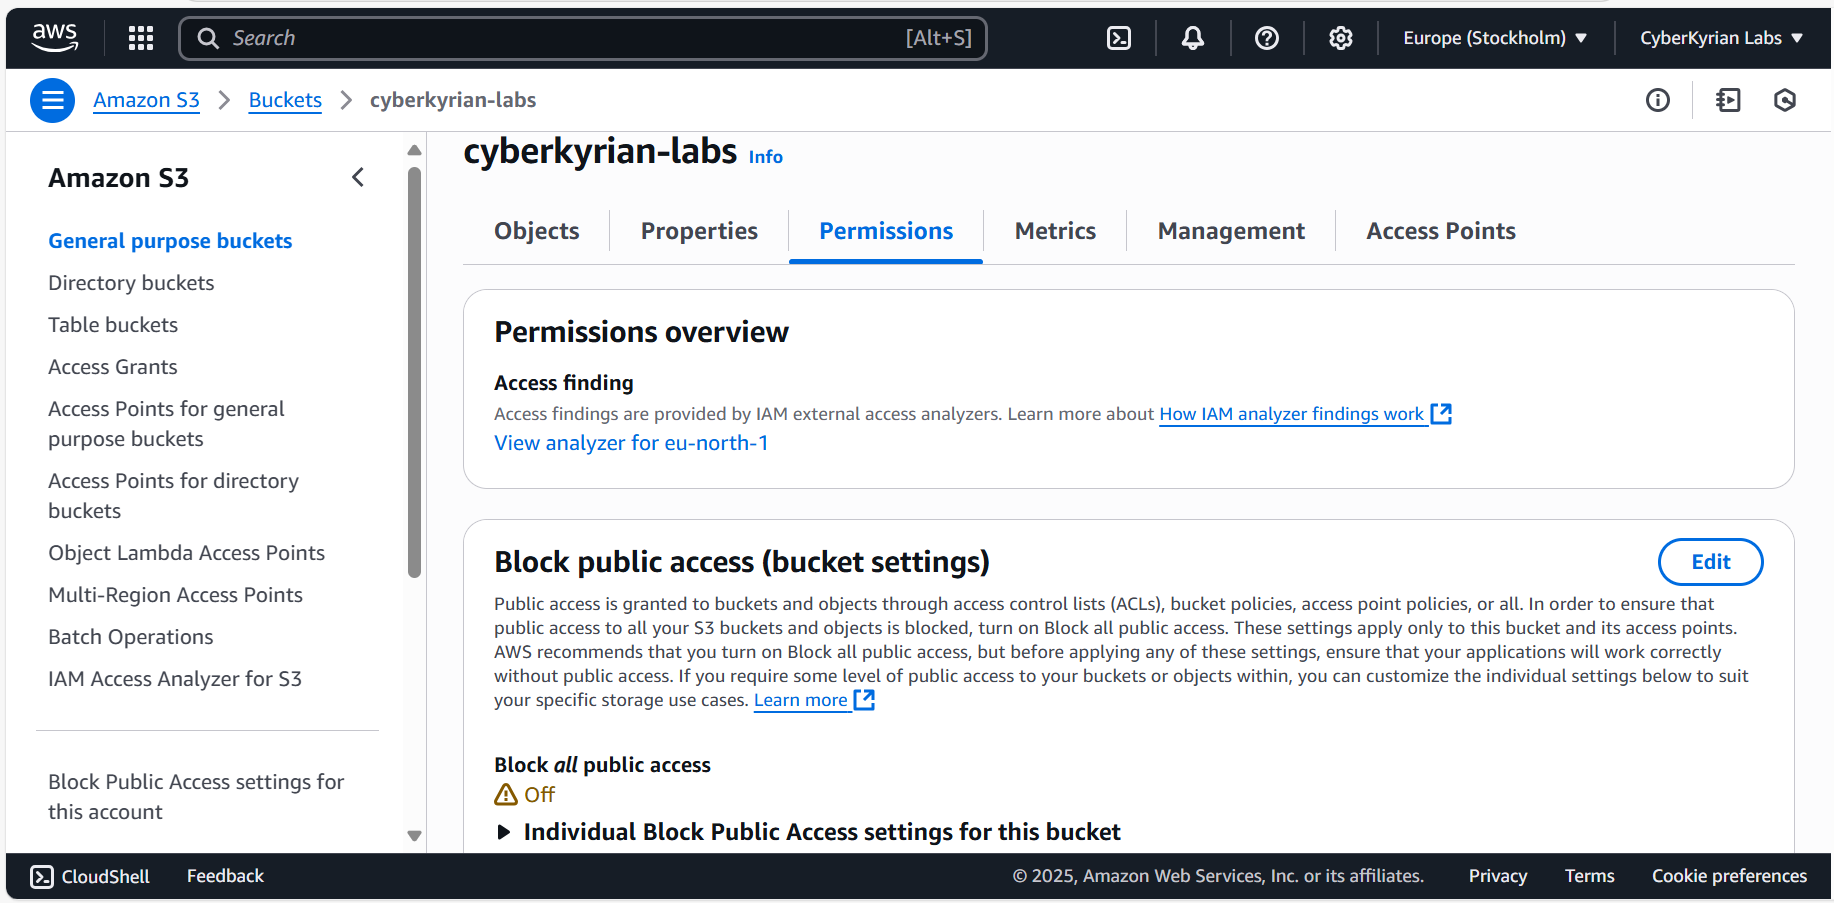 aws
Search [Alt+S]
Europe (Stockholm)
CyberKyrian Labs
Amazon S3
Buckets
cyberkyrian-labs
Amazon S3
General purpose buckets
Directory buckets
Table buckets
Access Grants
Access Points for general
purpose buckets
Access Points for directory
buckets
Object Lambda Access Points
Multi-Region Access Points
Batch Operations
IAM Access Analyzer for S3
Block Public Access settings for
this account
cyberkyrian-labs Info
Objects
Properties
Permissions
Metrics
Management
Access Points
Permissions overview
Access finding
Access findings are provided by IAM external access analyzers. Learn more about How IAM analyzer findings work
View analyzer for eu-north-1
Block public access (bucket settings)
Edit
Public access is granted to buckets and objects through access control lists (ACLs), bucket policies, access point policies, or all. In order to ensure that
public access to all your S3 buckets and objects is blocked, turn on Block all public access. These settings apply only to this bucket and its access points.
AWS recommends that you turn on Block all public access, but before applying any of these settings, ensure that your applications will work correctly
without public access. If you require some level of public access to your buckets or objects within, you can customize the individual settings below to suit
your specific storage use cases. Learn more
Block all public access
Off
Individual Block Public Access settings for this bucket
CloudShell
Feedback
© 2025, Amazon Web Services, Inc. or its affiliates.
Privacy
Terms
Cookie preferences